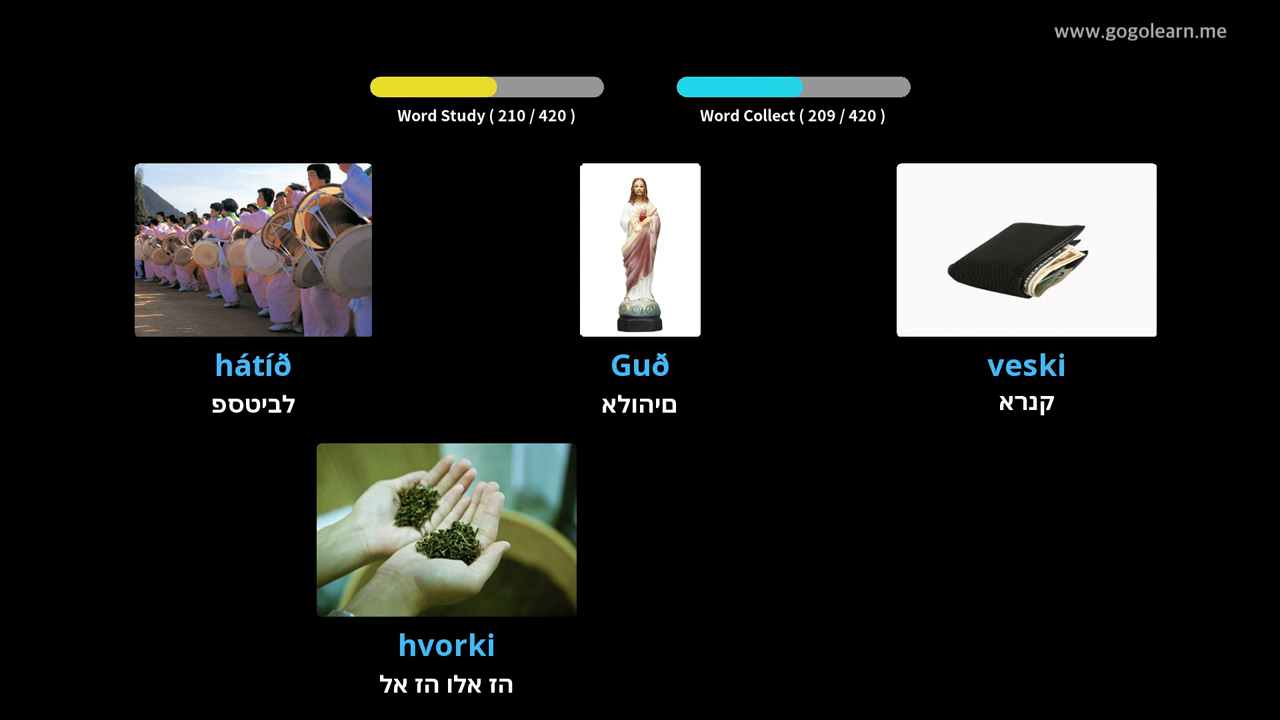 www.gogolearn.me
Word Study ( 210 / 420 )
Word Collect ( 209 / 420 )
hátíð
לביטספ
Guð
םיהולא
veski
קנרא
hvorki
הז אלו הז אל